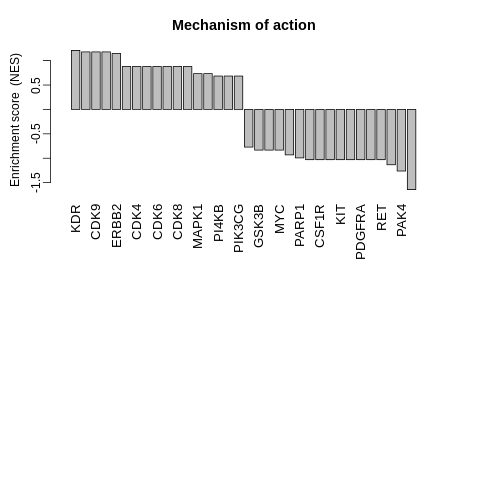 Mechanism of action
Enrichment score (NES)
0.5
-0.5
-1.5
KDR
CDK9
ERBB2
CDK4
CDK6
CDK8
MAPK1
PI4KB
PIK3CG
GSK3B
MYC
PARP1
CSF1R
KIT
PDGFRA
RET
PAK4